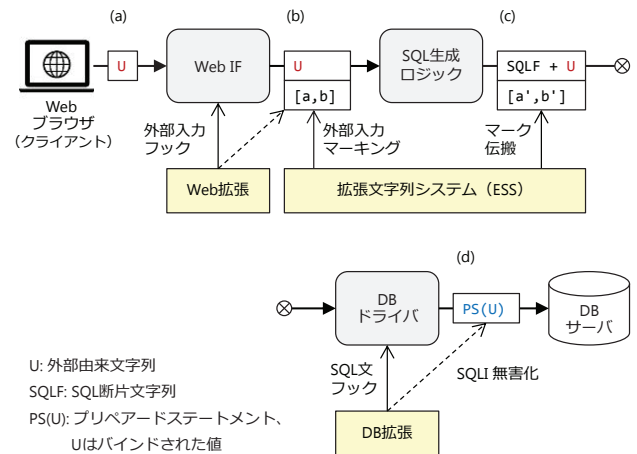 (a)
(b)
(c)
U
Web IF
U
[a,b]
SQL生成
ロジック
SQLF + U
[a',b']
Web
ブラウザ
（クライアント）
外部入力
フック
外部入力
マーキング
マーク
伝搬
Web拡張
拡張文字列システム（ESS）
(d)
DB
ドライバ
PS(U)
DB
サーバ
SQL文
フック
SQLI 無害化
DB拡張
U: 外部由来文字列
SQLF: SQL断片文字列
PS(U): プリペアードステートメント、
Uはバインドされた値